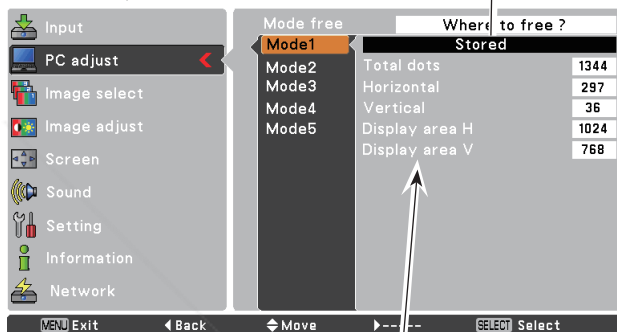 Input
PC adjust
Image select
Image adjust
Screen
Sound
Setting
Information
Network
Mode free
Where to free ?
Mode1
Mode2
Mode3
Mode4
Mode5
Stored
Total dots 1344
Horizontal 297
Vertical 36
Display area H 1024
Display area V 768
MENU Exit Back Move ----- SELECT Select